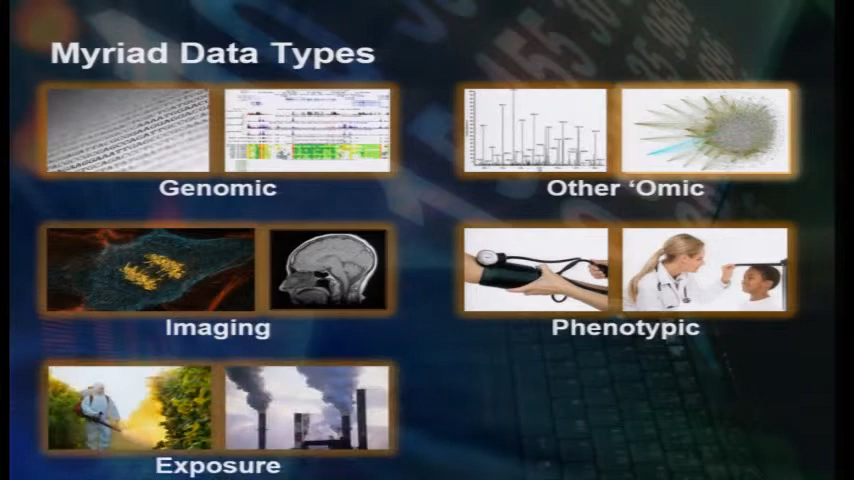 Myriad Data Types
Genomic
Other ‘Omic
Imaging
Phenotypic
Exposure